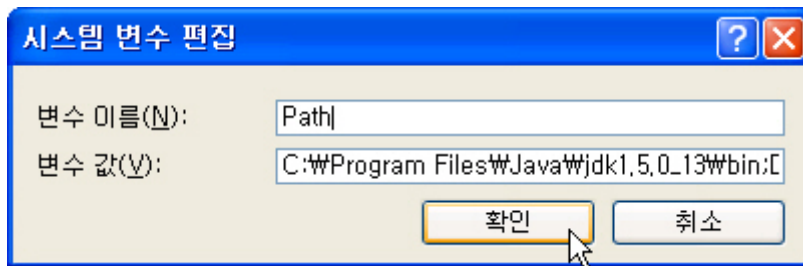 시스템 변수 편집
변수 이름(N): Path
변수 값(V): C:₩Program Files₩Java₩jdk1.5.0_13₩bin;
확인 취소